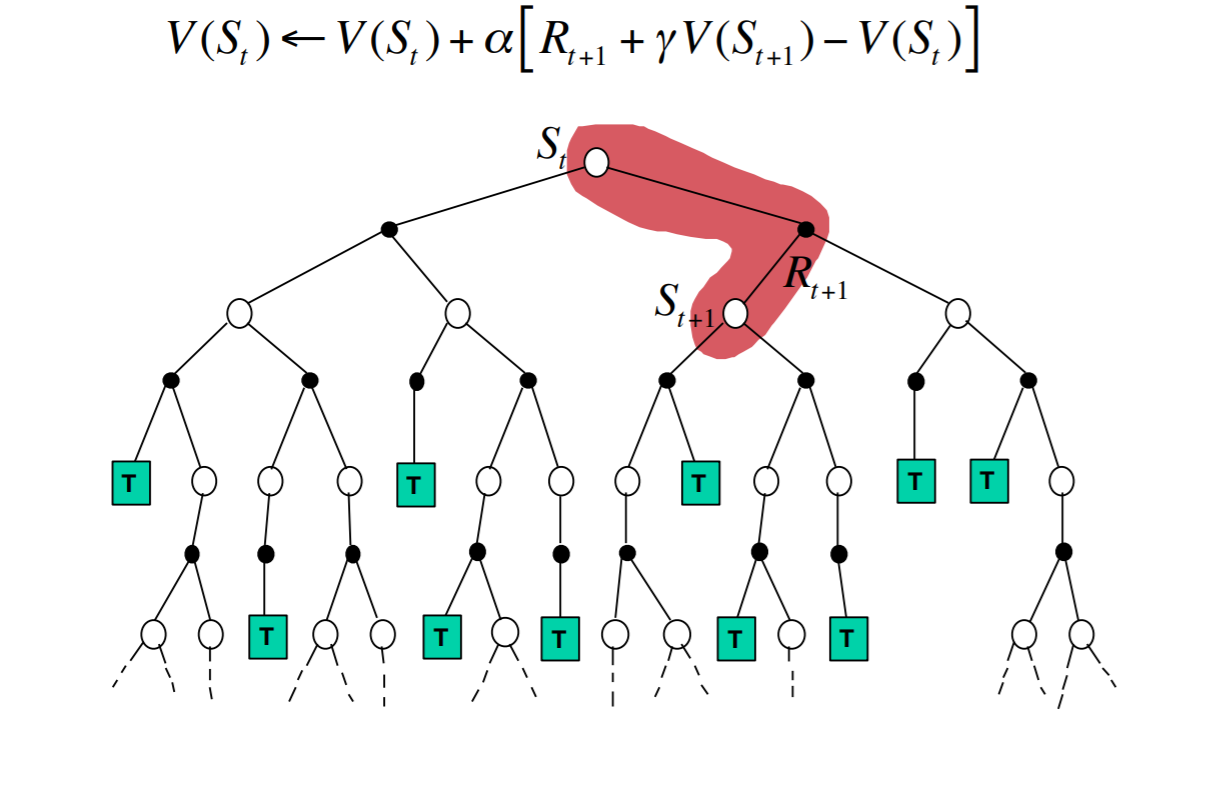 V(S_t) ← V(S_t) + α[R_{t+1} + γV(S_{t+1}) − V(S_t)]
S_t
R_{t+1}
S_{t+1}
T T T T T T
T T T T T